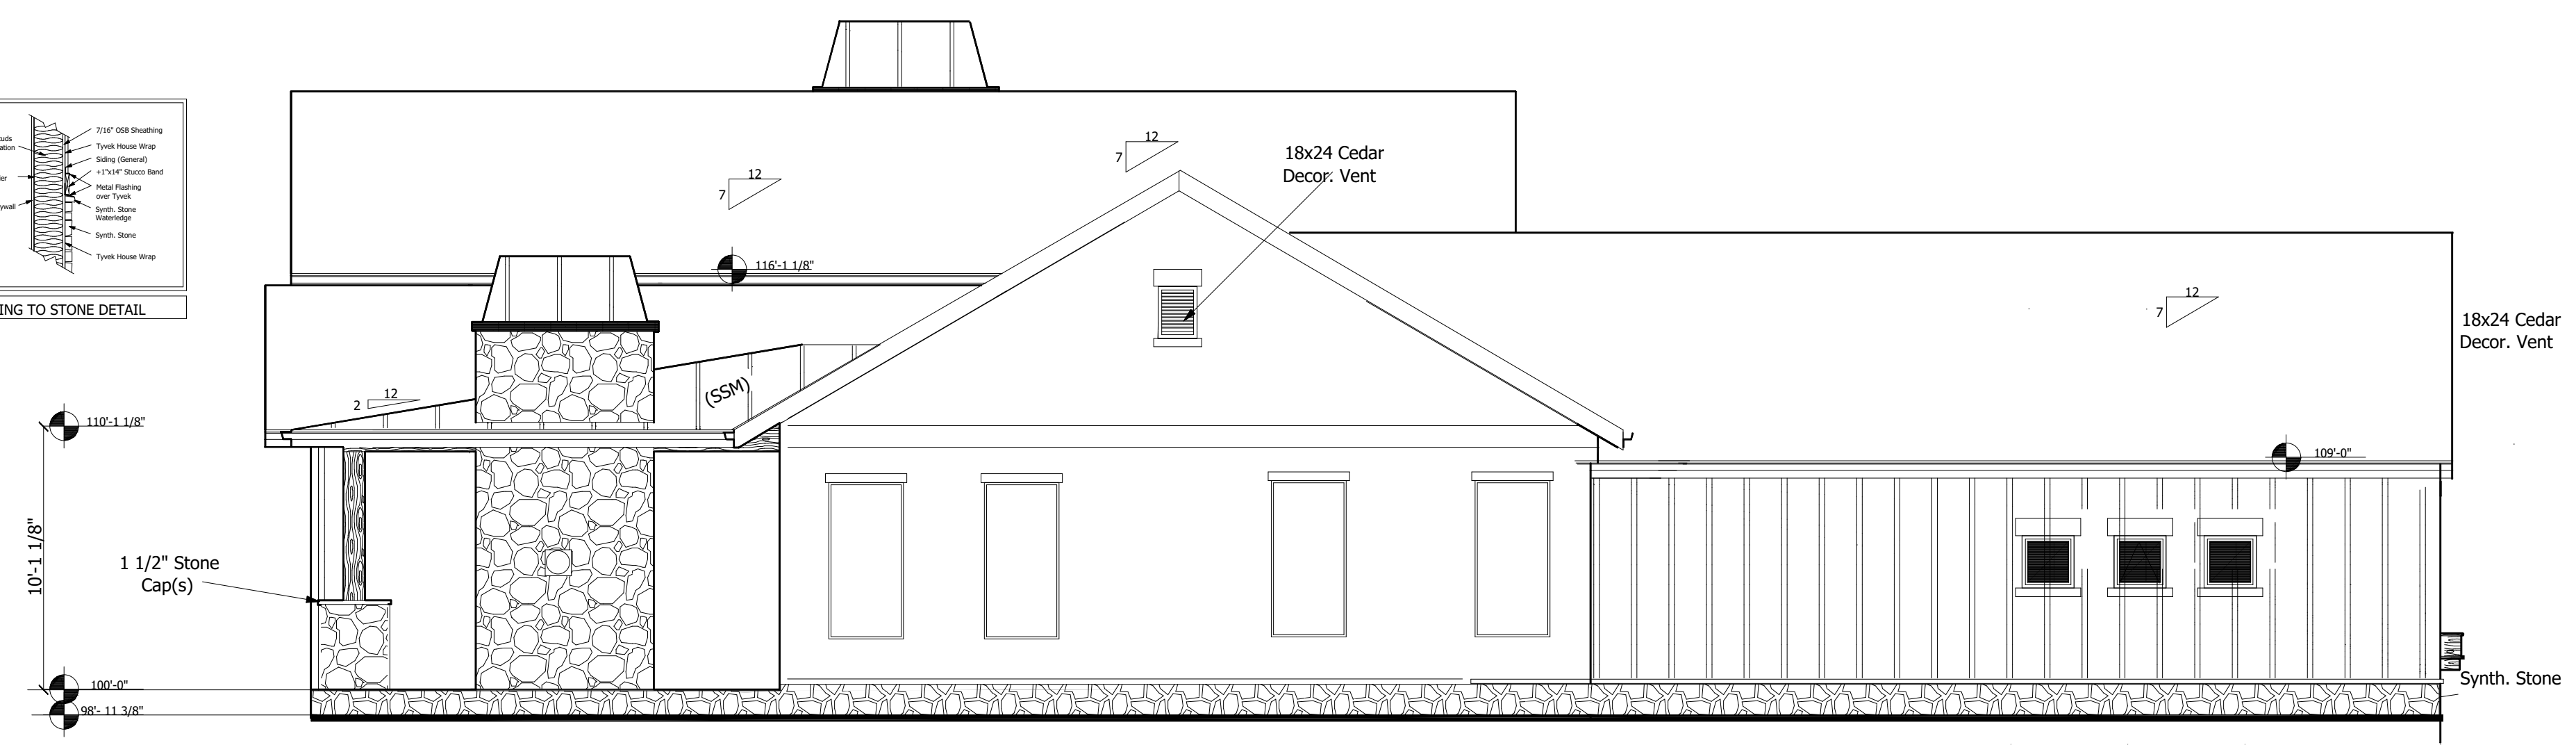 7/16" OSB Sheathing
Tyvek House Wrap
Siding (General)
+1"x14" Stucco Band
Metal Flashing
over Tyvek
Synth. Stone
Waterledge
Synth. Stone
Tyvek House Wrap
ING TO STONE DETAIL
12
7
12
7
18x24 Cedar
Decor. Vent
116'-1 1/8"
12
7
18x24 Cedar
Decor. Vent
12
2
(SSM)
110'-1 1/8"
109'-0"
10'-1 1/8"
1 1/2" Stone
Cap(s)
100'-0"
98'- 11 3/8"
Synth. Stone